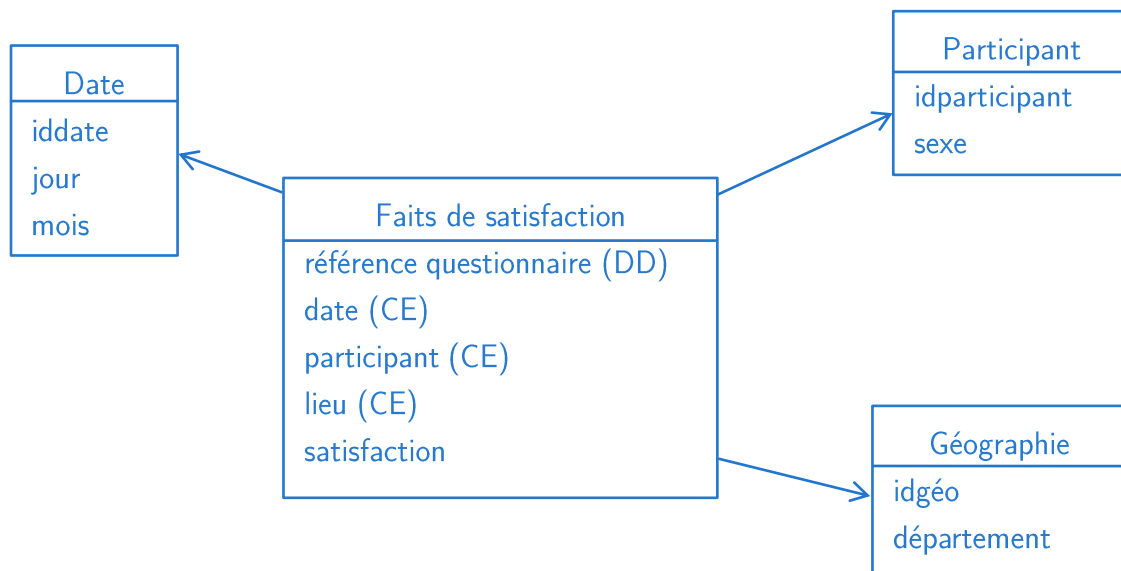 Date
iddate
jour
mois
Faits de satisfaction
référence questionnaire (DD)
date (CE)
participant (CE)
lieu (CE)
satisfaction
Participant
idparticipant
sexe
Géographie
idgéo
département